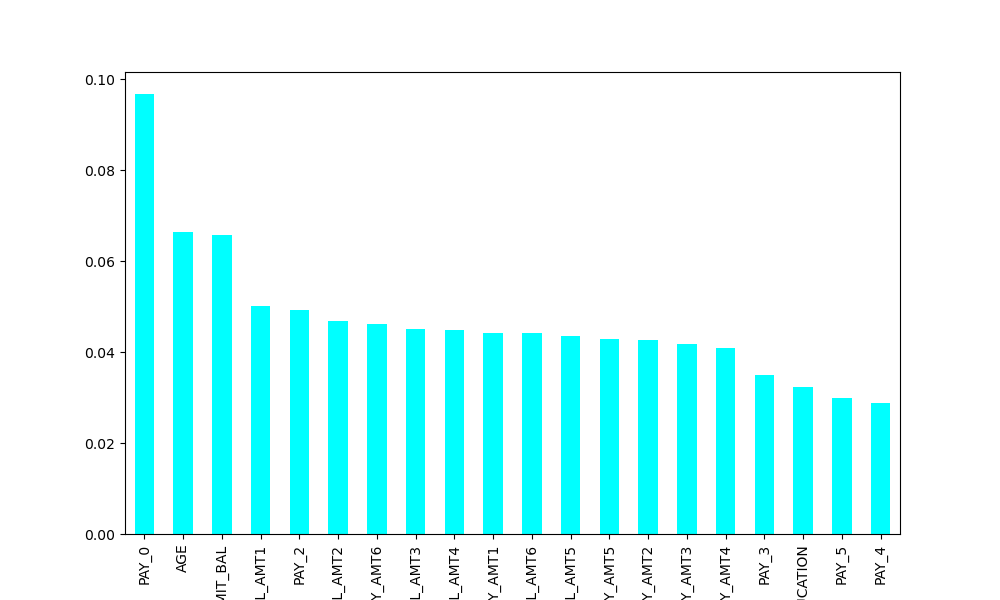 0.10
0.08
0.06
0.04
0.02
0.00
PAY_0
AGE
MIT_BAL
L_AMT1
PAY_2
L_AMT2
Y_AMT6
L_AMT3
L_AMT4
Y_AMT1
L_AMT6
L_AMT5
Y_AMT5
Y_AMT2
Y_AMT3
Y_AMT4
PAY_3
UCATION
PAY_5
PAY_4